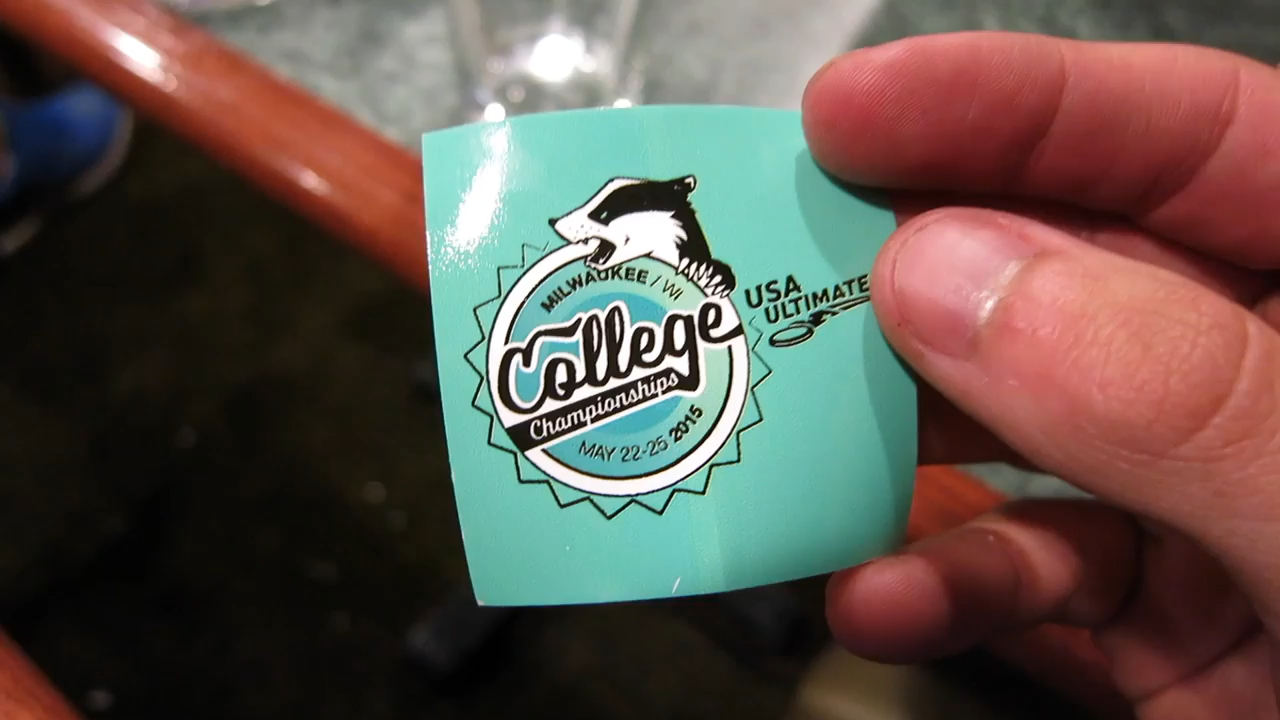 MILWAUKEE / WI
College
Championships
MAY 22-25 2015
USA
ULTIMATE